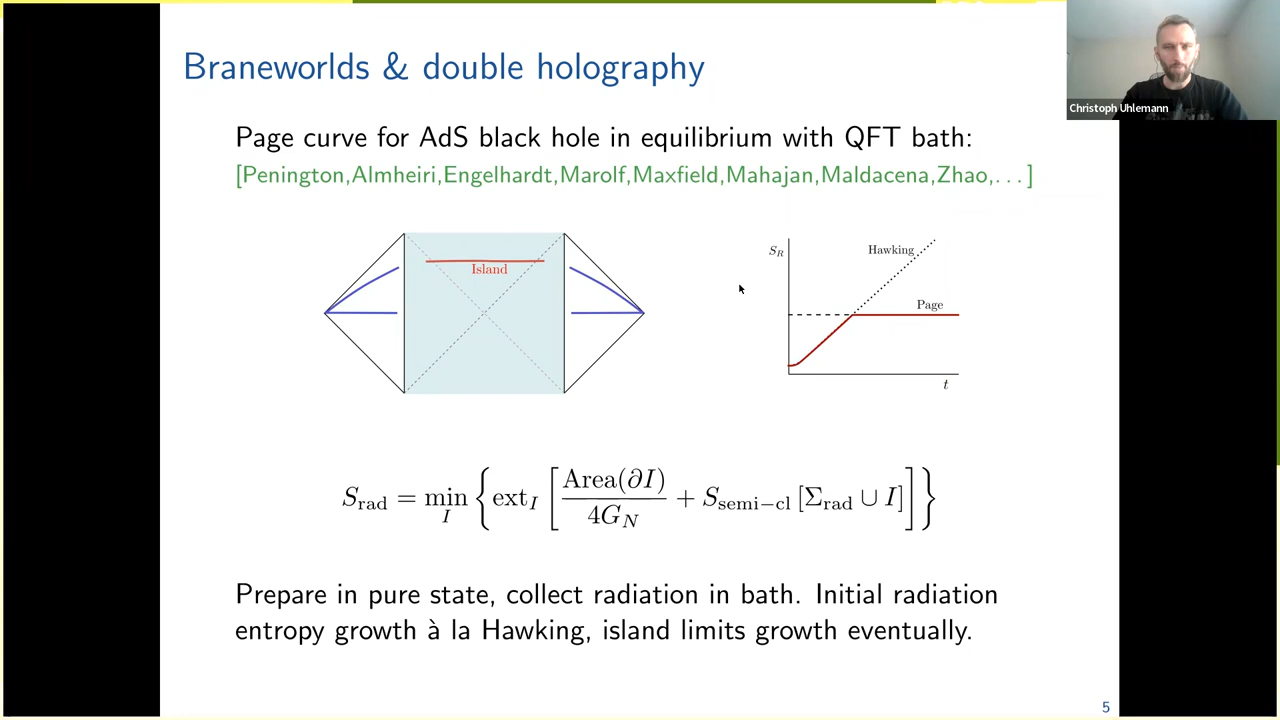 Braneworlds & double holography
Christoph Uhlemann
Page curve for AdS black hole in equilibrium with QFT bath:
[Penington,Almheiri,Engelhardt,Marolf,Maxfield,Mahajan,Maldacena,Zhao,...]
Island
S_R
Hawking
Page
t
S_rad = min_I { ext_I [ Area(∂I) / 4G_N + S_semi−cl [Σ_rad ∪ I] ] }
Prepare in pure state, collect radiation in bath. Initial radiation
entropy growth à la Hawking, island limits growth eventually.
5